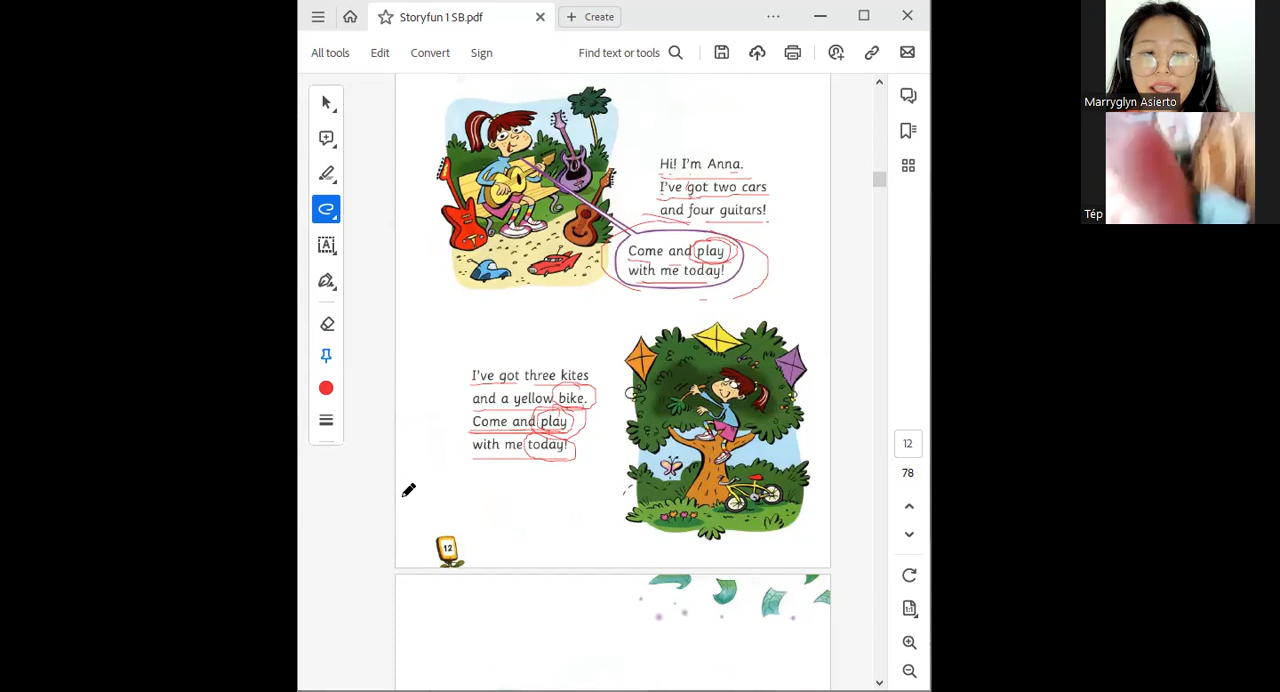 Storyfun 1 SB.pdf
Create
All tools
Edit
Convert
Sign
Find text or tools
Marryglyn Asierto
Tép
Hi! I'm Anna.
I've got two cars
and four guitars!
Come and play
with me today!
I've got three kites
and a yellow bike.
Come and play
with me today!
12
12
78
1:1